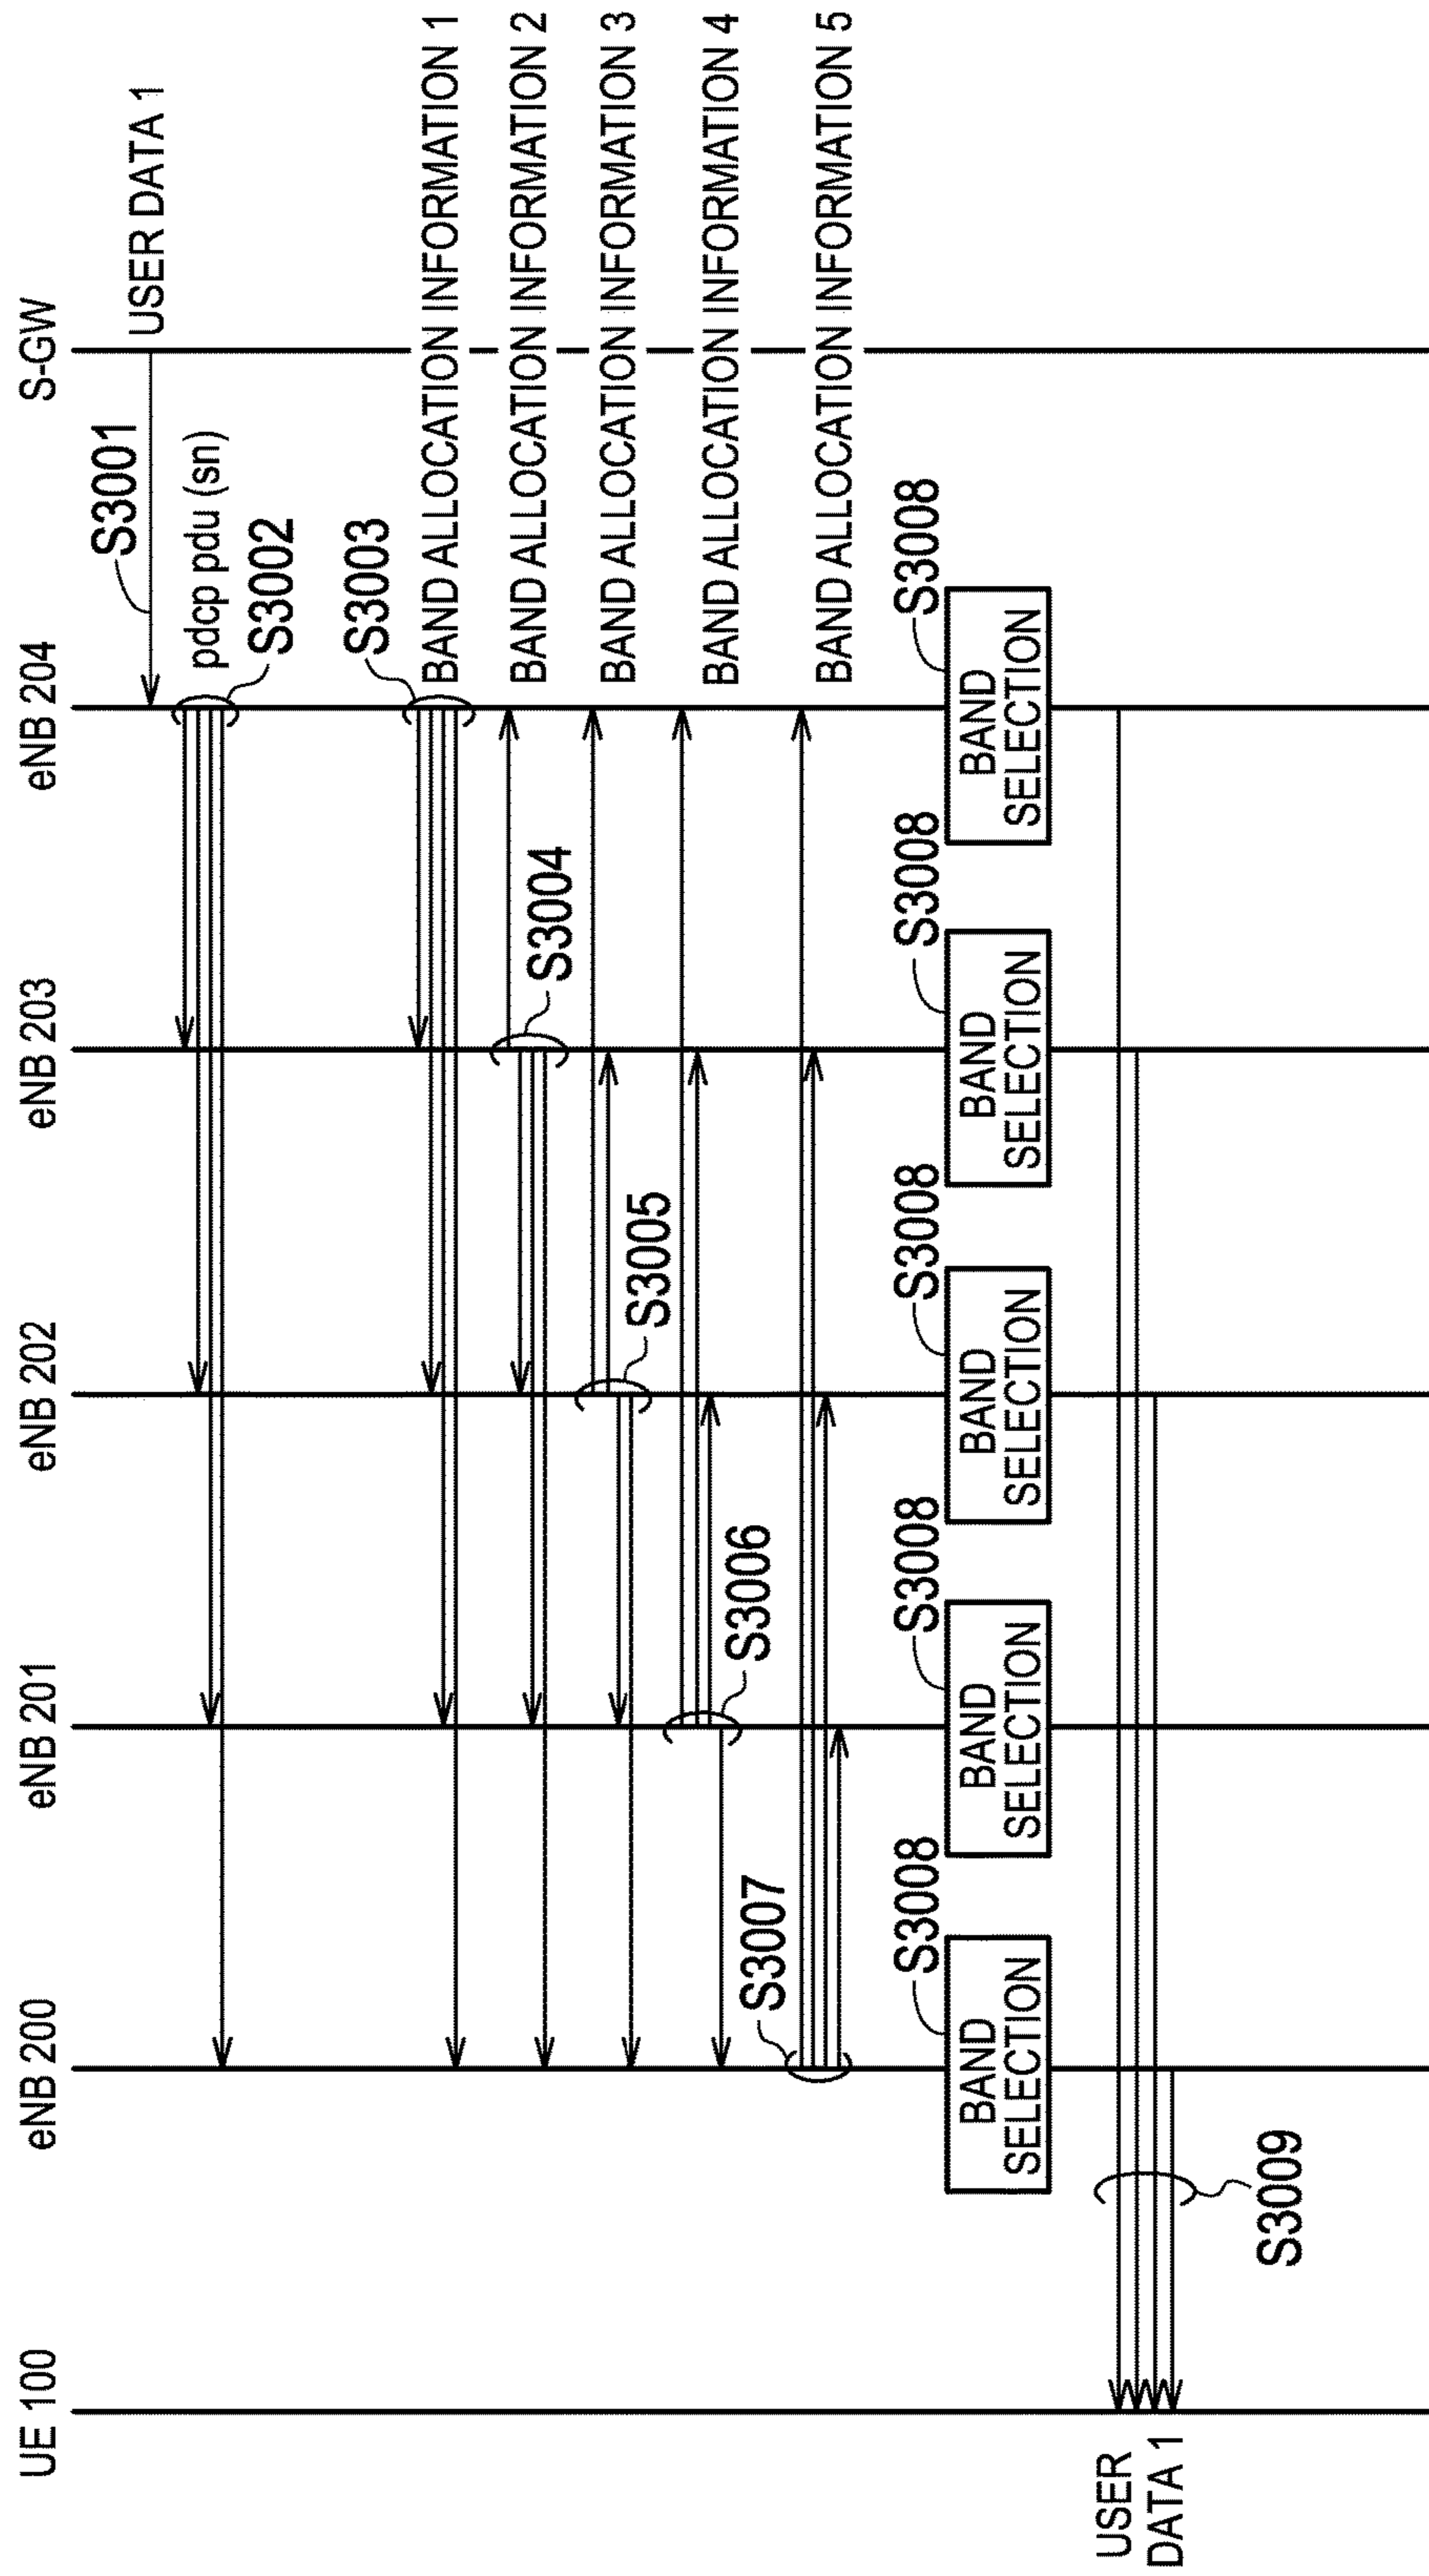 UE 100
eNB 200
eNB 201
eNB 202
eNB 203
eNB 204
S-GW
S3001
USER DATA 1
pdcp pdu (sn)
S3002
S3003
BAND ALLOCATION INFORMATION 1
BAND ALLOCATION INFORMATION 2
S3004
BAND ALLOCATION INFORMATION 3
S3005
BAND ALLOCATION INFORMATION 4
S3006
BAND ALLOCATION INFORMATION 5
S3007
S3008
S3008
S3008
S3008
S3008
BAND
SELECTION
BAND
SELECTION
BAND
SELECTION
BAND
SELECTION
BAND
SELECTION
USER
DATA 1
S3009